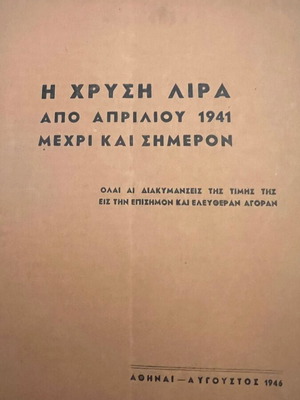 Η ΧΡΥΣΗ ΛΙΡΑ
ΑΠΟ ΑΠΡΙΛΙΟΥ 1941
ΜΕΧΡΙ ΚΑΙ ΣΗΜΕΡΟΝ
ΟΛΑΙ ΑΙ ΔΙΑΚΥΜΑΝΣΕΙΣ ΤΗΣ ΤΙΜΗΣ ΤΗΣ
ΕΙΣ ΤΗΝ ΕΠΙΣΗΜΟΝ ΚΑΙ ΕΛΕΥΘΕΡΑΝ ΑΓΟΡΑΝ
ΑΘΗΝΑΙ — ΑΥΓΟΥΣΤΟΣ 1946